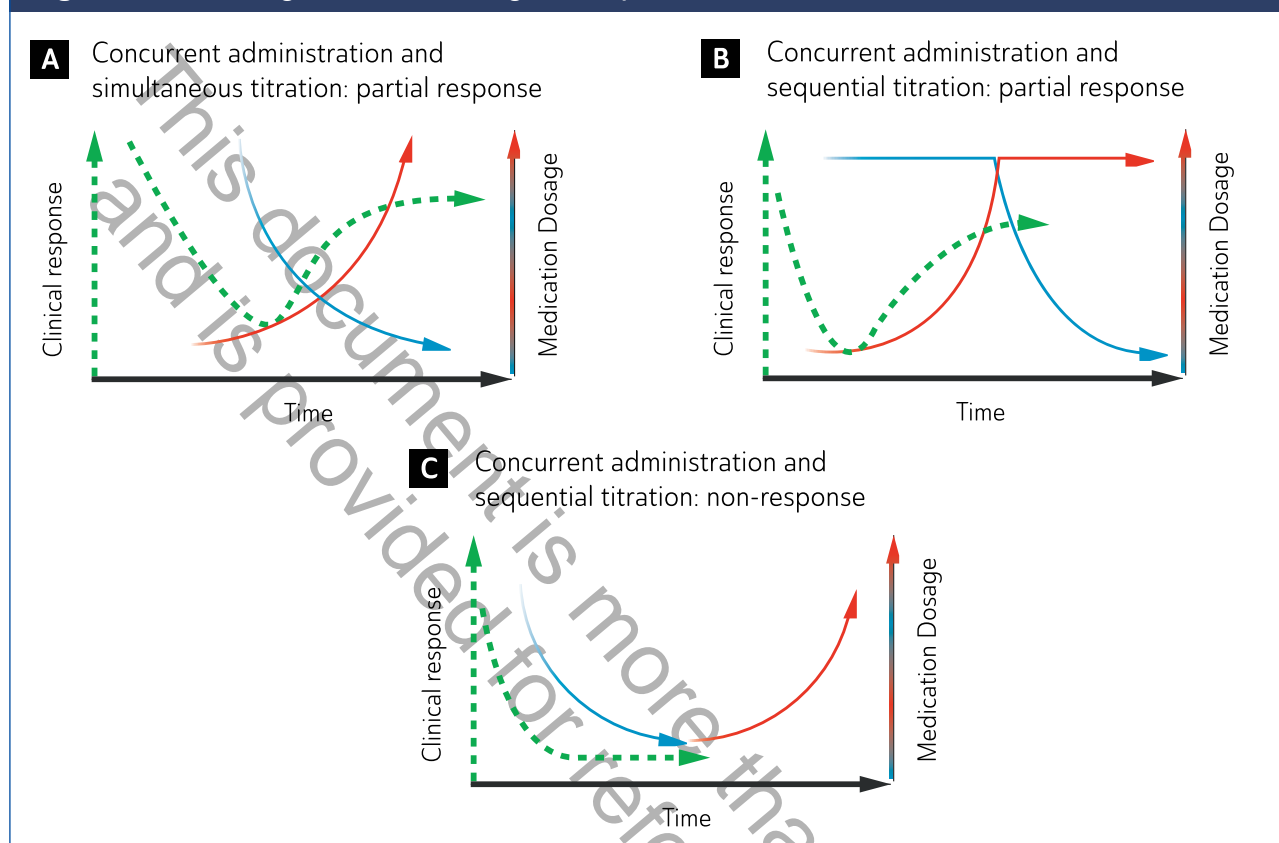 A
Concurrent administration and
simultaneous titration: partial response
Clinical response
Medication Dosage
Time
B
Concurrent administration and
sequential titration: partial response
Clinical response
Medication Dosage
Time
C
Concurrent administration and
sequential titration: non-response
Clinical response
Medication Dosage
Time
This document is more
and is provided for